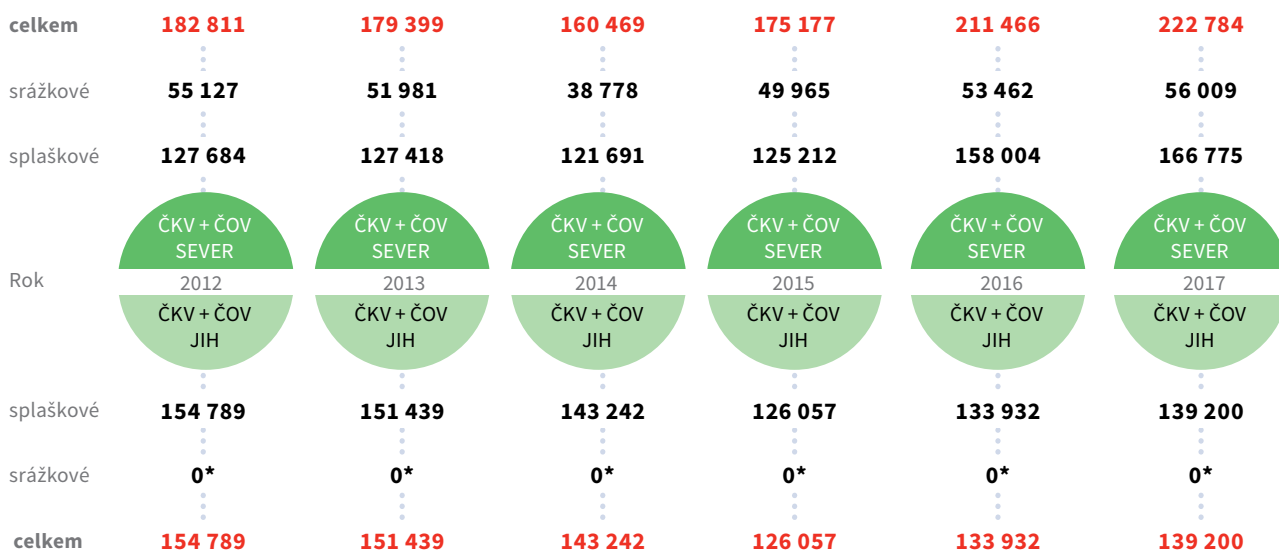 celkem 182 811 179 399 160 469 175 177 211 466 222 784
srážkové 55 127 51 981 38 778 49 965 53 462 56 009
splaškové 127 684 127 418 121 691 125 212 158 004 166 775
ČKV + ČOV ČKV + ČOV ČKV + ČOV ČKV + ČOV ČKV + ČOV ČKV + ČOV
SEVER SEVER SEVER SEVER SEVER SEVER
Rok 2012 2013 2014 2015 2016 2017
ČKV + ČOV ČKV + ČOV ČKV + ČOV ČKV + ČOV ČKV + ČOV ČKV + ČOV
JIH JIH JIH JIH JIH JIH
splaškové 154 789 151 439 143 242 126 057 133 932 139 200
srážkové 0* 0* 0* 0* 0* 0*
celkem 154 789 151 439 143 242 126 057 133 932 139 200